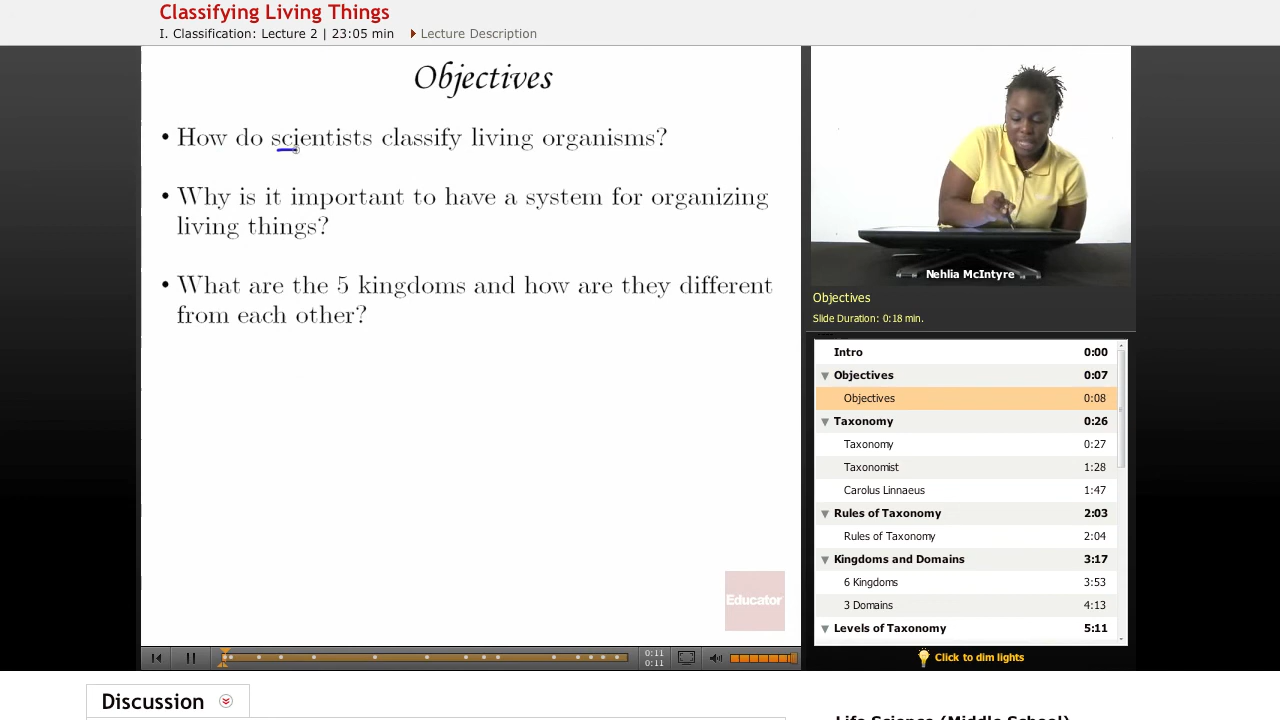 Classifying Living Things
I. Classification: Lecture 2 | 23:05 min
Lecture Description
Objectives
• How do scientists classify living organisms?
• Why is it important to have a system for organizing
living things?
• What are the 5 kingdoms and how are they different
from each other?
Educator
Nehlia McIntyre
Objectives
Slide Duration: 0:18 min.
Intro 0:00
Objectives 0:07
Objectives 0:08
Taxonomy 0:26
Taxonomy 0:27
Taxonomist 1:28
Carolus Linnaeus 1:47
Rules of Taxonomy 2:03
Rules of Taxonomy 2:04
Kingdoms and Domains 3:17
6 Kingdoms 3:53
3 Domains 4:13
Levels of Taxonomy 5:11
0:11
0:11
Click to dim lights
Discussion
Life Science (Middle School)